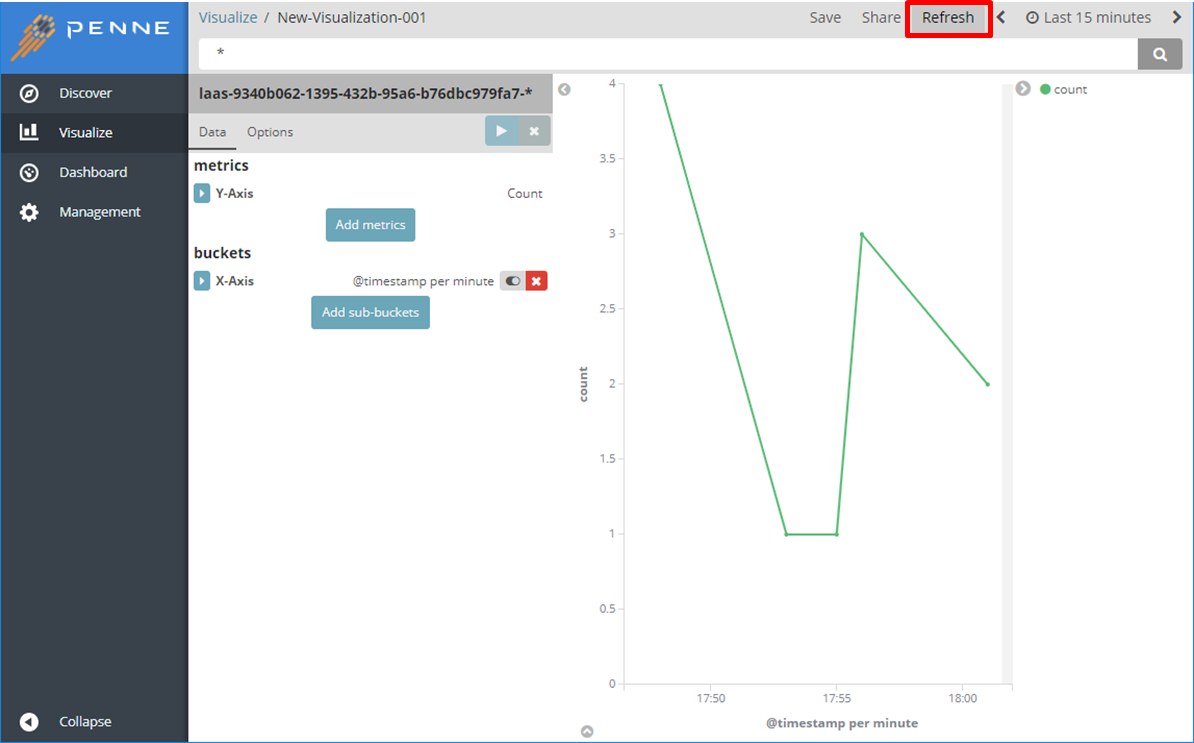 PENNE
Visualize / New-Visualization-001
Save Share Refresh Last 15 minutes
*
Discover
Visualize
Dashboard
Management
Collapse
laas-9340b062-1395-432b-95a6-b76dbc979fa7-*
Data Options
metrics
Y-Axis Count
Add metrics
buckets
X-Axis @timestamp per minute
Add sub-buckets
count
4
3.5
3
2.5
2
1.5
1
0.5
0
count
17:50 17:55 18:00
@timestamp per minute